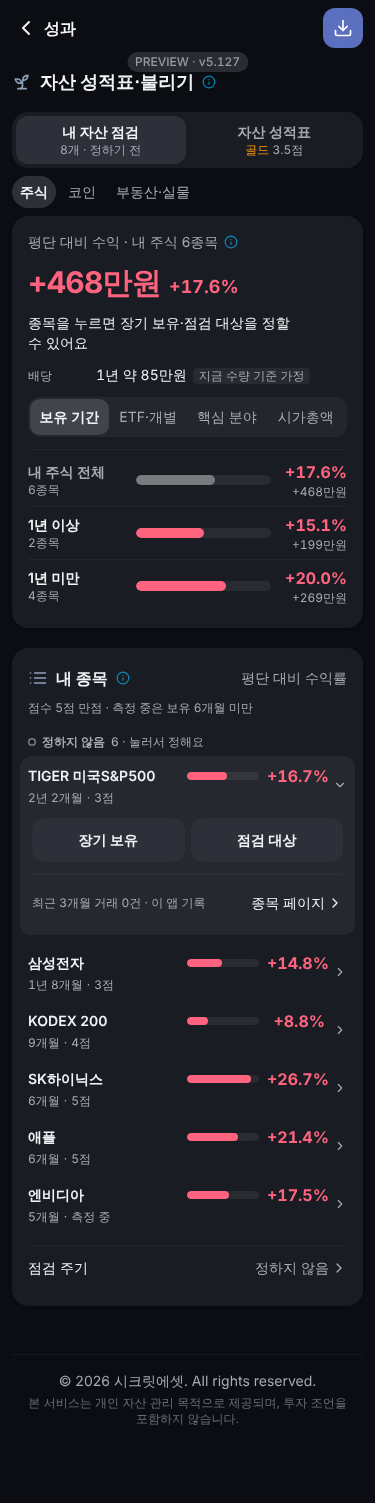 성과
PREVIEW · v5.127
자산 성적표·불리기
내 자산 점검
8개 · 정하기 전
자산 성적표
골드 3.5점
주식
코인
부동산·실물
평단 대비 수익 · 내 주식 6종목
+468만원 +17.6%
종목을 누르면 장기 보유·점검 대상을 정할
수 있어요
배당 1년 약 85만원 지금 수량 기준 가정
보유 기간 ETF·개별 핵심 분야 시가총액
내 주식 전체 +17.6%
6종목 +468만원
1년 이상 +15.1%
2종목 +199만원
1년 미만 +20.0%
4종목 +269만원
내 종목 평단 대비 수익률
점수 5점 만점 · 측정 중은 보유 6개월 미만
정하지 않음 6 · 눌러서 정해요
TIGER 미국S&P500 +16.7%
2년 2개월 · 3점
장기 보유 점검 대상
최근 3개월 거래 0건 · 이 앱 기록 종목 페이지
삼성전자 +14.8%
1년 8개월 · 3점
KODEX 200 +8.8%
9개월 · 4점
SK하이닉스 +26.7%
6개월 · 5점
애플 +21.4%
6개월 · 5점
엔비디아 +17.5%
5개월 · 측정 중
점검 주기 정하지 않음
© 2026 시크릿에셋. All rights reserved.
본 서비스는 개인 자산 관리 목적으로 제공되며, 투자 조언을
포함하지 않습니다.